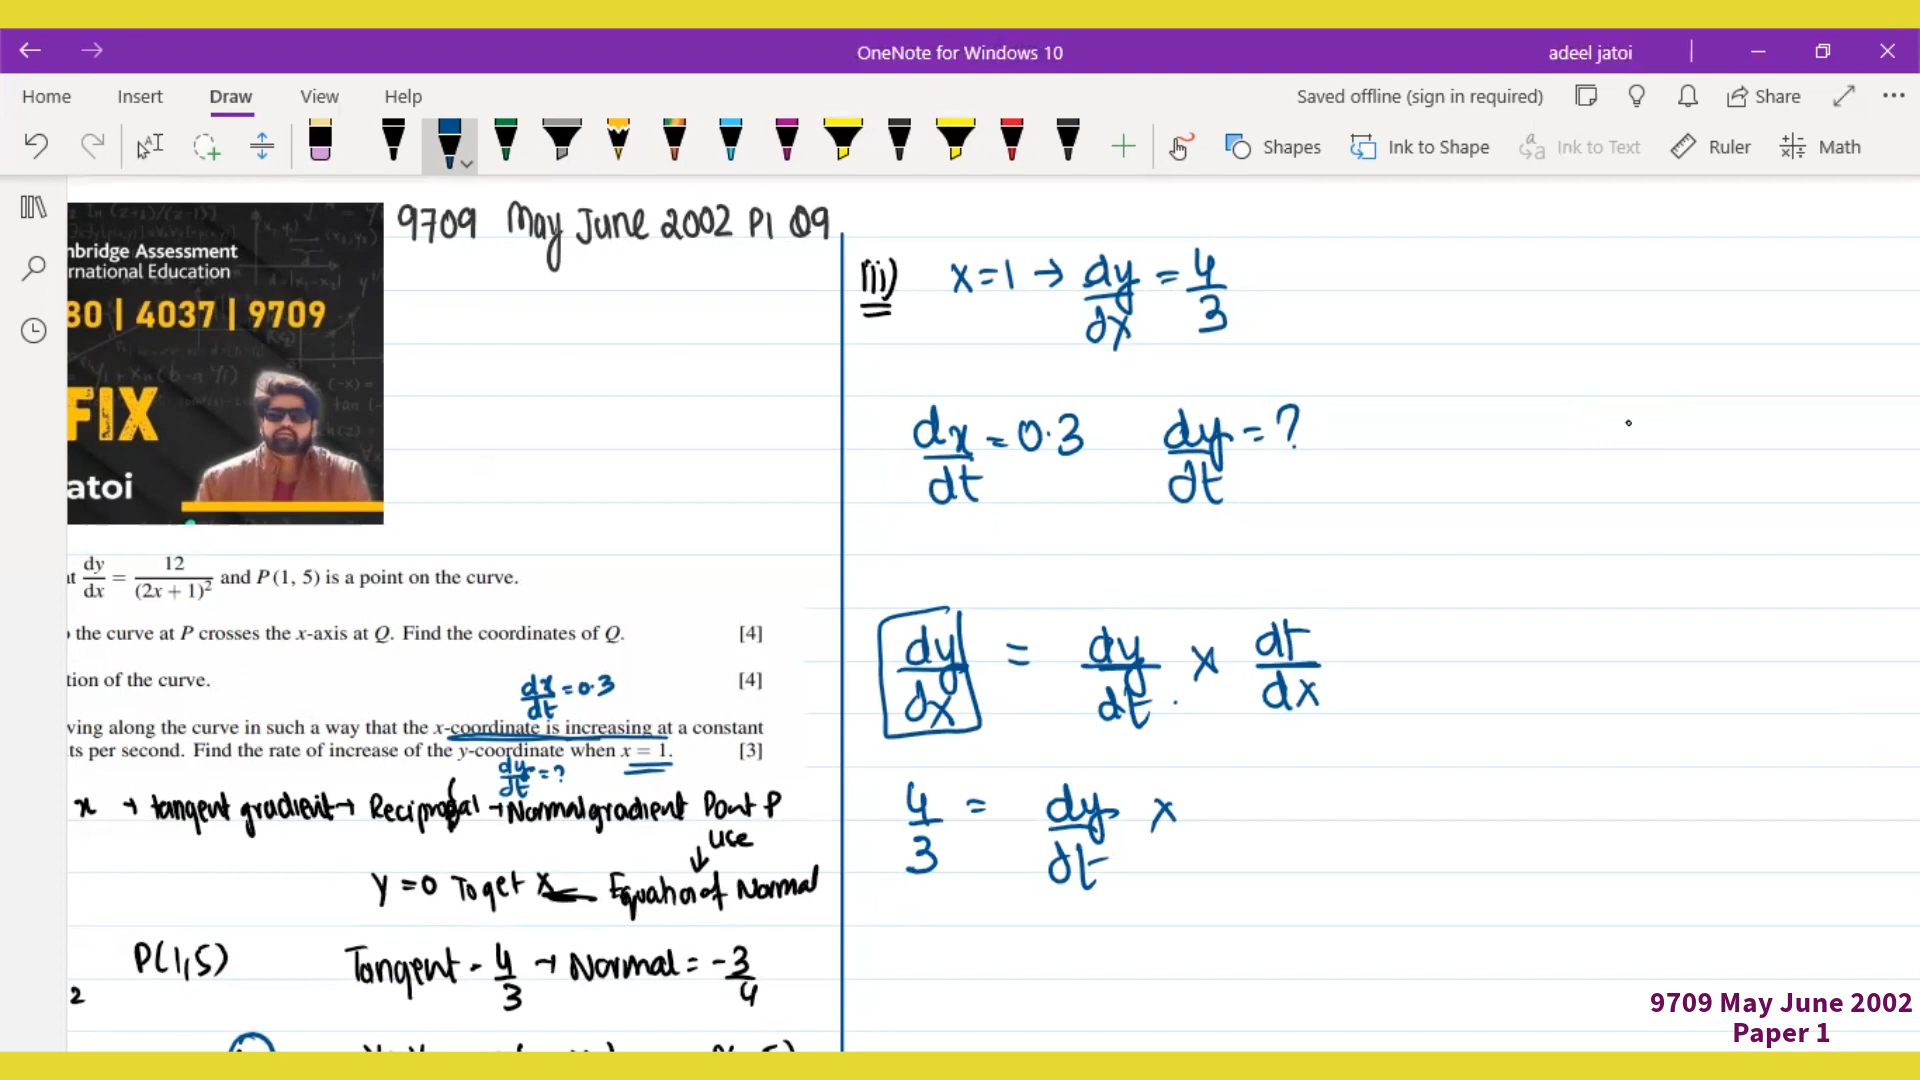 OneNote for Windows 10
adeel jatoi
Home Insert Draw View Help
Saved offline (sign in required) Share
Shapes Ink to Shape Ink to Text Ruler Math
nbridge Assessment
rnational Education
30 | 4037 | 9709
FIX
atoi
9709 May June 2002 P1 Q9
at dy/dx = 12/(2x + 1)² and P(1, 5) is a point on the curve.
the curve at P crosses the x-axis at Q. Find the coordinates of Q. [4]
tion of the curve. [4]
dx/dt = 0.3
ving along the curve in such a way that the x-coordinate is increasing at a constant
ts per second. Find the rate of increase of the y-coordinate when x = 1. [3]
dy/dt = ?
x → tangent gradient → Reciprocal → Normal gradient Point P
↓ Use
y = 0 To get x ← Equation of Normal
P(1,5) Tangent - 4/3 → Normal = -3/4
2
(iii) x = 1 → dy/dx = 4/3
dx/dt = 0.3 dy/dt = ?
dy/dx = dy/dt × dt/dx
4/3 = dy/dt ×
9709 May June 2002
Paper 1